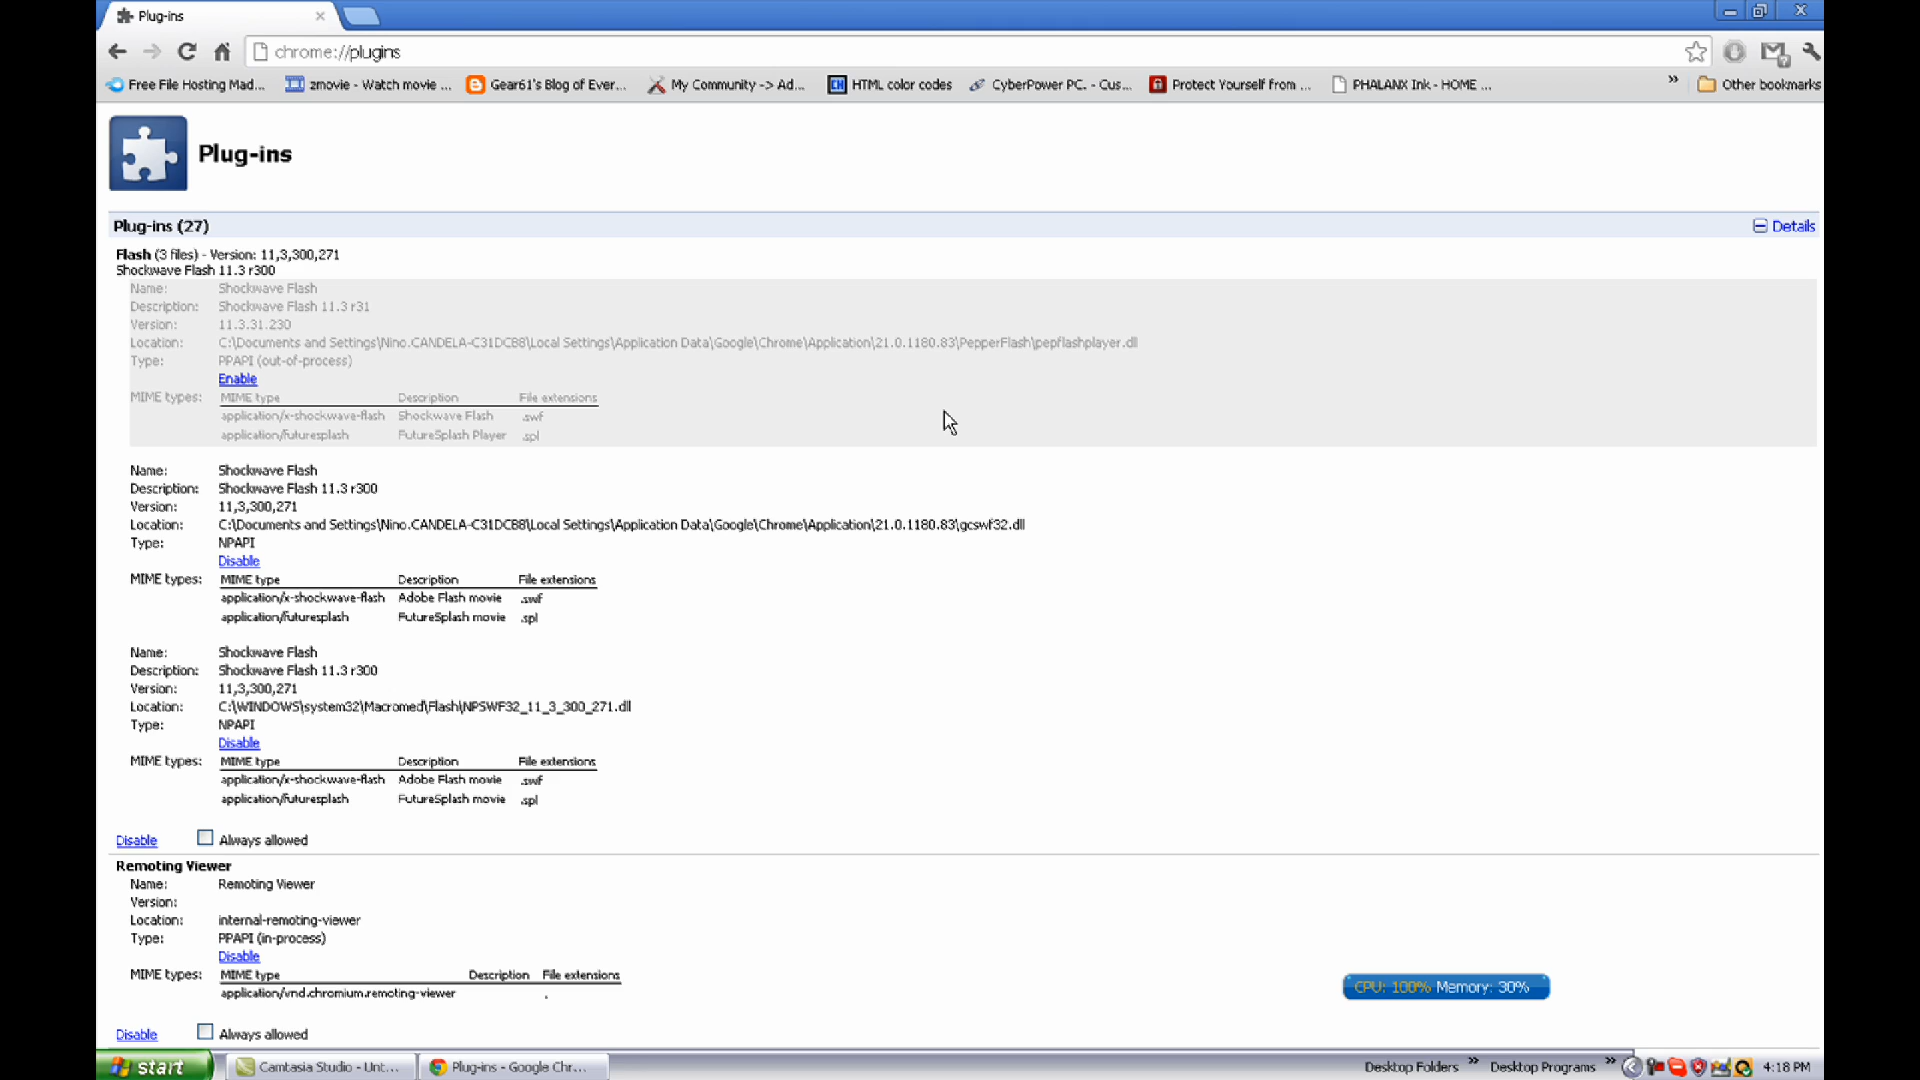 Plug-ins
chrome://plugins
Free File Hosting Mad... zmovie - Watch movie ... Gear61's Blog of Ever... My Community -> Ad... HTML color codes CyberPower PC. - Cus... Protect Yourself from ... PHALANX Ink - HOME ... » Other bookmarks
Plug-ins
Plug-ins (27) Details
Flash (3 files) - Version: 11,3,300,271
Shockwave Flash 11.3 r300
Name: Shockwave Flash
Description: Shockwave Flash 11.3 r31
Version: 11.3.31.230
Location: C:\Documents and Settings\Nino.CANDELA-C31DCB8\Local Settings\Application Data\Google\Chrome\Application\21.0.1180.83\PepperFlash\pepflashplayer.dll
Type: PPAPI (out-of-process)
Enable
MIME types: MIME type Description File extensions
application/x-shockwave-flash Shockwave Flash .swf
application/futuresplash FutureSplash Player .spl
Name: Shockwave Flash
Description: Shockwave Flash 11.3 r300
Version: 11,3,300,271
Location: C:\Documents and Settings\Nino.CANDELA-C31DCB8\Local Settings\Application Data\Google\Chrome\Application\21.0.1180.83\gcswf32.dll
Type: NPAPI
Disable
MIME types: MIME type Description File extensions
application/x-shockwave-flash Adobe Flash movie .swf
application/futuresplash FutureSplash movie .spl
Name: Shockwave Flash
Description: Shockwave Flash 11.3 r300
Version: 11,3,300,271
Location: C:\WINDOWS\system32\Macromed\Flash\NPSWF32_11_3_300_271.dll
Type: NPAPI
Disable
MIME types: MIME type Description File extensions
application/x-shockwave-flash Adobe Flash movie .swf
application/futuresplash FutureSplash movie .spl
Disable Always allowed
Remoting Viewer
Name: Remoting Viewer
Version:
Location: internal-remoting-viewer
Type: PPAPI (in-process)
Disable
MIME types: MIME type Description File extensions
application/vnd.chromium.remoting-viewer .
CPU: 100% Memory: 30%
Disable Always allowed
start Camtasia Studio - Unt... Plug-ins - Google Chr... Desktop Folders » Desktop Programs » 4:18 PM